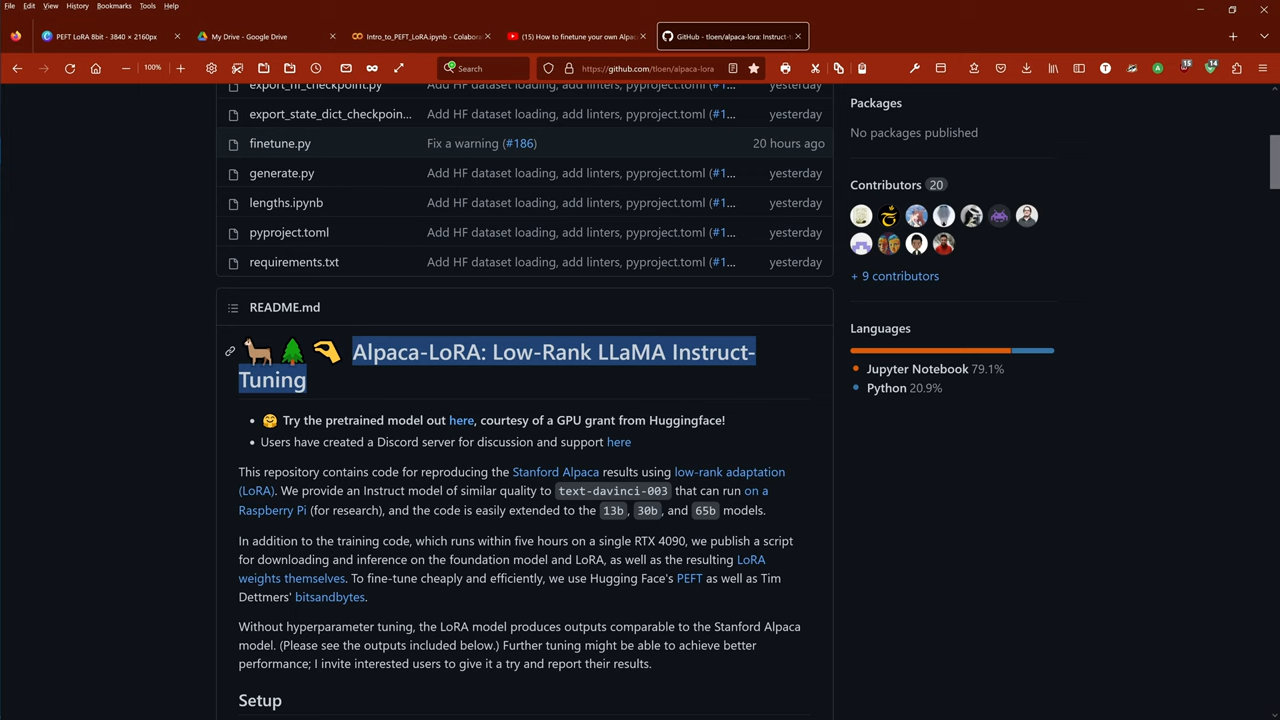 File Edit View History Bookmarks Tools Help
PEFT LoRA 8bit - 3840 × 2160px
My Drive - Google Drive
Intro_to_PEFT_LoRA.ipynb - Colabora
(15) How to finetune your own Alpac
GitHub - tloen/alpaca-lora: Instruct-t
100%
Search
https://github.com/tloen/alpaca-lora
15
14
export_hf_checkpoint.py Add HF dataset loading, add linters, pyproject.toml (#1... yesterday
export_state_dict_checkpoin... Add HF dataset loading, add linters, pyproject.toml (#1... yesterday
finetune.py Fix a warning (#186) 20 hours ago
generate.py Add HF dataset loading, add linters, pyproject.toml (#1... yesterday
lengths.ipynb Add HF dataset loading, add linters, pyproject.toml (#1... yesterday
pyproject.toml Add HF dataset loading, add linters, pyproject.toml (#1... yesterday
requirements.txt Add HF dataset loading, add linters, pyproject.toml (#1... yesterday
README.md
🦙🌲🤏 Alpaca-LoRA: Low-Rank LLaMA Instruct-
Tuning
• 🤗 Try the pretrained model out here, courtesy of a GPU grant from Huggingface!
• Users have created a Discord server for discussion and support here
This repository contains code for reproducing the Stanford Alpaca results using low-rank adaptation
(LoRA). We provide an Instruct model of similar quality to text-davinci-003 that can run on a
Raspberry Pi (for research), and the code is easily extended to the 13b, 30b, and 65b models.
In addition to the training code, which runs within five hours on a single RTX 4090, we publish a script
for downloading and inference on the foundation model and LoRA, as well as the resulting LoRA
weights themselves. To fine-tune cheaply and efficiently, we use Hugging Face's PEFT as well as Tim
Dettmers' bitsandbytes.
Without hyperparameter tuning, the LoRA model produces outputs comparable to the Stanford Alpaca
model. (Please see the outputs included below.) Further tuning might be able to achieve better
performance; I invite interested users to give it a try and report their results.
Setup
Packages
No packages published
Contributors 20
+ 9 contributors
Languages
Jupyter Notebook 79.1%
Python 20.9%